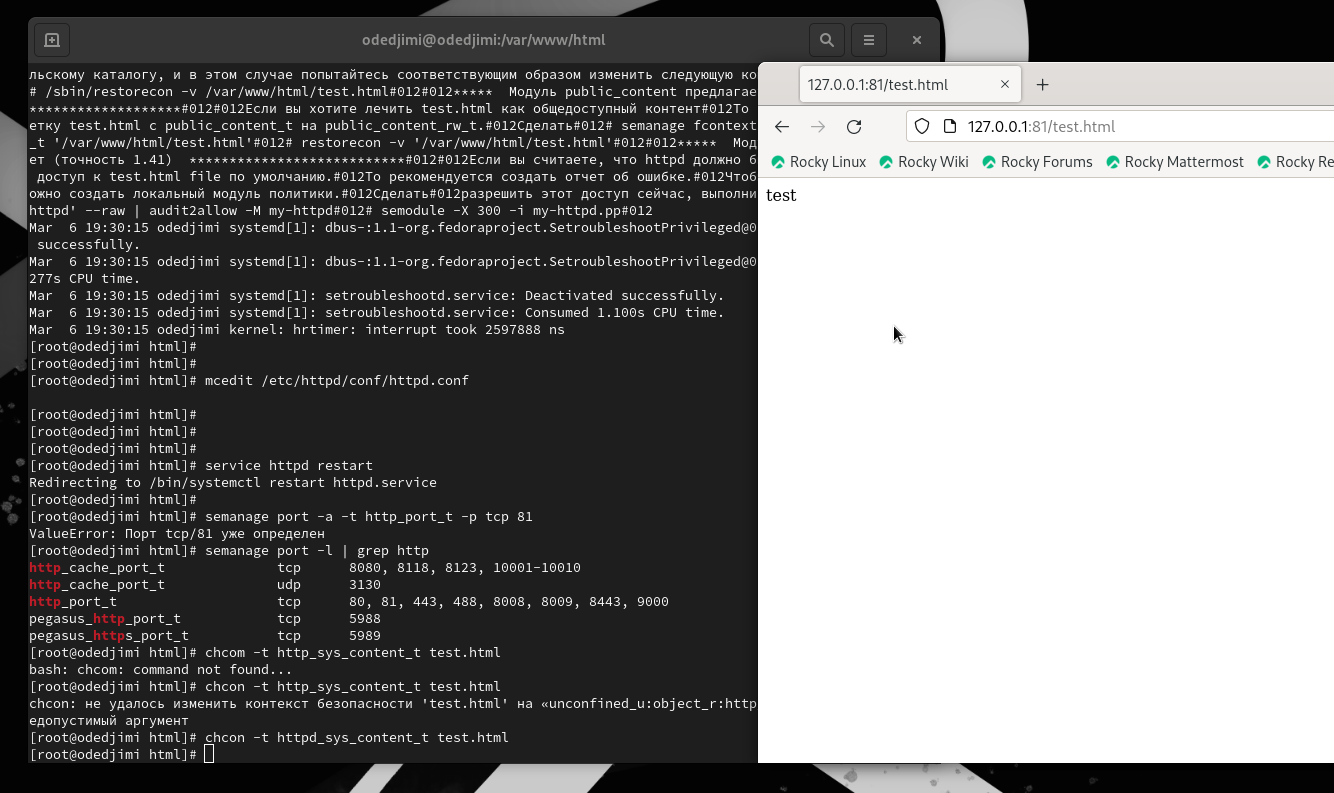 odedjimi@odedjimi:/var/www/html
льскому каталогу, и в этом случае попытайтесь соответствующим образом изменить следующую ко
# /sbin/restorecon -v /var/www/html/test.html#012#012*****  Модуль public_content предлагае
*******************#012#012Если вы хотите лечить test.html как общедоступный контент#012То
етку test.html с public_content_t на public_content_rw_t.#012Сделать#012# semanage fcontext
_t '/var/www/html/test.html'#012# restorecon -v '/var/www/html/test.html'#012#012*****  Мод
ет (точность 1.41)  ***************************#012#012Если вы считаете, что httpd должно б
 доступ к test.html file по умолчанию.#012То рекомендуется создать отчет об ошибке.#012Чтоб
ожно создать локальный модуль политики.#012Сделать#012разрешить этот доступ сейчас, выполни
httpd' --raw | audit2allow -M my-httpd#012# semodule -X 300 -i my-httpd.pp#012
Mar  6 19:30:15 odedjimi systemd[1]: dbus-:1.1-org.fedoraproject.SetroubleshootPrivileged@0
 successfully.
Mar  6 19:30:15 odedjimi systemd[1]: dbus-:1.1-org.fedoraproject.SetroubleshootPrivileged@0
277s CPU time.
Mar  6 19:30:15 odedjimi systemd[1]: setroubleshootd.service: Deactivated successfully.
Mar  6 19:30:15 odedjimi systemd[1]: setroubleshootd.service: Consumed 1.100s CPU time.
Mar  6 19:30:15 odedjimi kernel: hrtimer: interrupt took 2597888 ns
[root@odedjimi html]#
[root@odedjimi html]#
[root@odedjimi html]# mcedit /etc/httpd/conf/httpd.conf
[root@odedjimi html]#
[root@odedjimi html]#
[root@odedjimi html]#
[root@odedjimi html]# service httpd restart
Redirecting to /bin/systemctl restart httpd.service
[root@odedjimi html]#
[root@odedjimi html]# semanage port -a -t http_port_t -p tcp 81
ValueError: Порт tcp/81 уже определен
[root@odedjimi html]# semanage port -l | grep http
http_cache_port_t              tcp      8080, 8118, 8123, 10001-10010
http_cache_port_t              udp      3130
http_port_t                    tcp      80, 81, 443, 488, 8008, 8009, 8443, 9000
pegasus_http_port_t            tcp      5988
pegasus_https_port_t           tcp      5989
[root@odedjimi html]# chcom -t http_sys_content_t test.html
bash: chcom: command not found...
[root@odedjimi html]# chcon -t http_sys_content_t test.html
chcon: не удалось изменить контекст безопасности 'test.html' на «unconfined_u:object_r:http
едопустимый аргумент
[root@odedjimi html]# chcon -t httpd_sys_content_t test.html
[root@odedjimi html]#
127.0.0.1:81/test.html
127.0.0.1:81/test.html
Rocky Linux Rocky Wiki Rocky Forums Rocky Mattermost Rocky Re
test